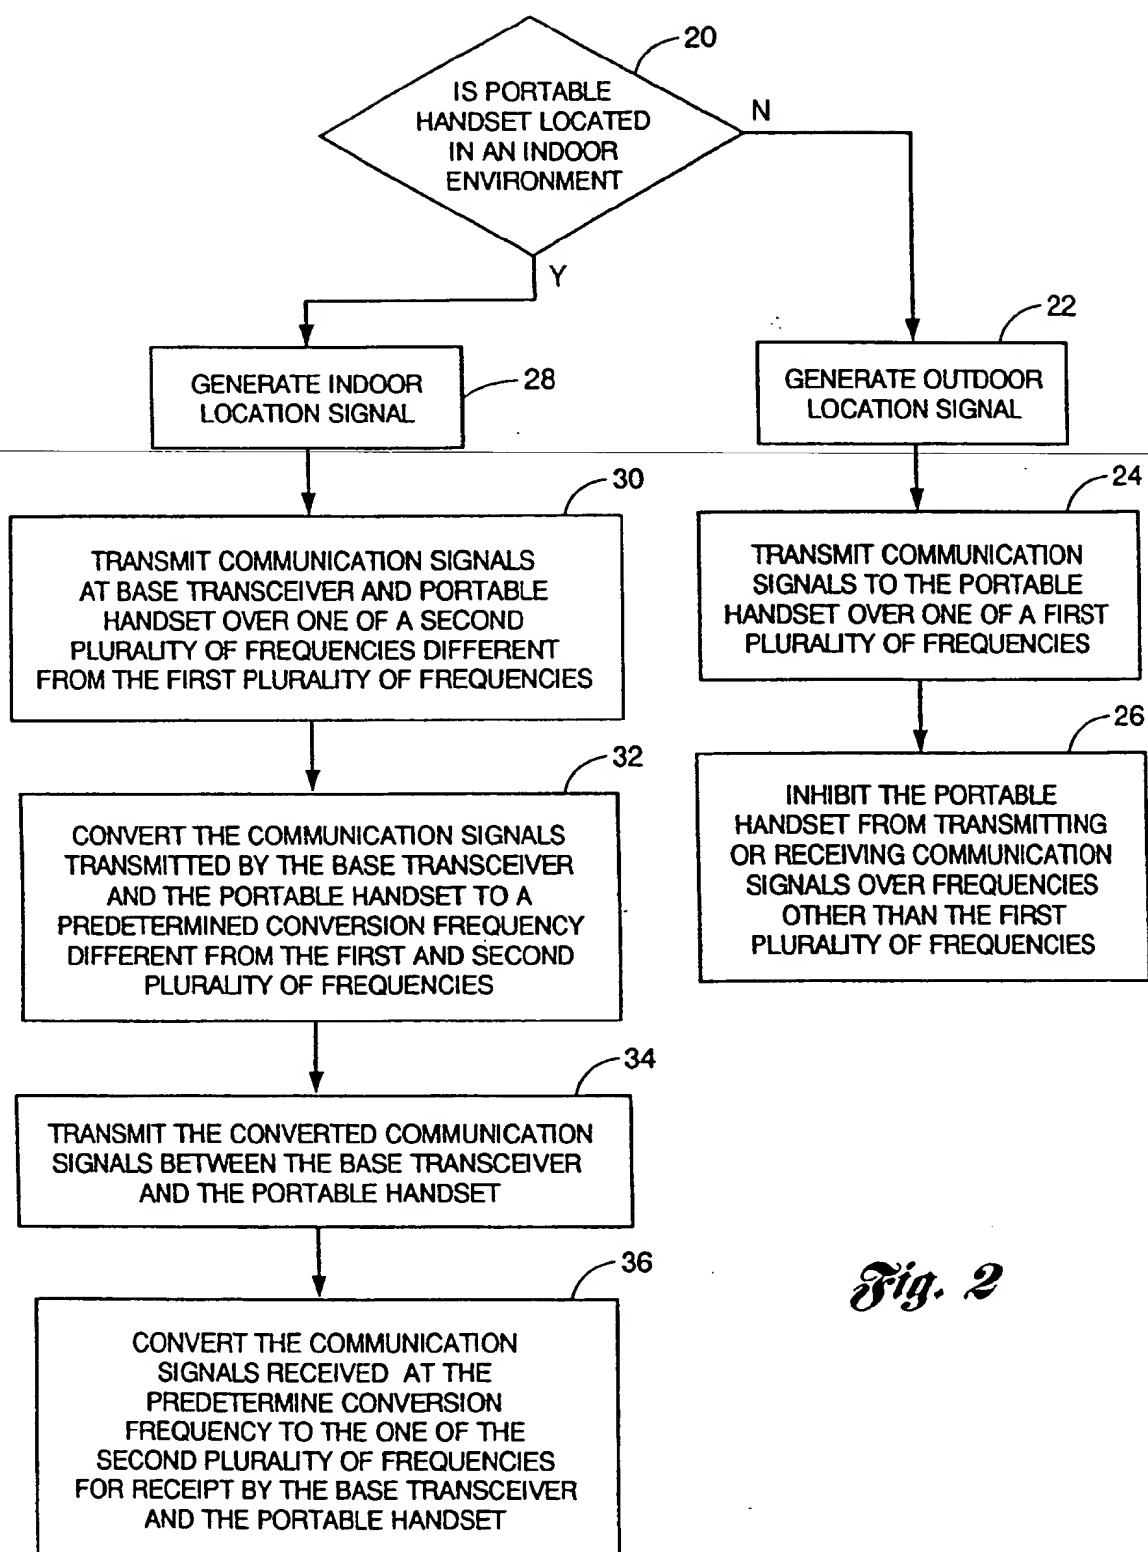 20
IS PORTABLE
HANDSET LOCATED
IN AN INDOOR
ENVIRONMENT
N
Y
28
GENERATE INDOOR
LOCATION SIGNAL
30
TRANSMIT COMMUNICATION SIGNALS
AT BASE TRANSCEIVER AND PORTABLE
HANDSET OVER ONE OF A SECOND
PLURALITY OF FREQUENCIES DIFFERENT
FROM THE FIRST PLURALITY OF FREQUENCIES
32
CONVERT THE COMMUNICATION SIGNALS
TRANSMITTED BY THE BASE TRANSCEIVER
AND THE PORTABLE HANDSET TO A
PREDETERMINED CONVERSION FREQUENCY
DIFFERENT FROM THE FIRST AND SECOND
PLURALITY OF FREQUENCIES
34
TRANSMIT THE CONVERTED COMMUNICATION
SIGNALS BETWEEN THE BASE TRANSCEIVER
AND THE PORTABLE HANDSET
36
CONVERT THE COMMUNICATION
SIGNALS RECEIVED AT THE
PREDETERMINE CONVERSION
FREQUENCY TO THE ONE OF THE
SECOND PLURALITY OF FREQUENCIES
FOR RECEIPT BY THE BASE TRANSCEIVER
AND THE PORTABLE HANDSET
22
GENERATE OUTDOOR
LOCATION SIGNAL
24
TRANSMIT COMMUNICATION
SIGNALS TO THE PORTABLE
HANDSET OVER ONE OF A FIRST
PLURALITY OF FREQUENCIES
26
INHIBIT THE PORTABLE
HANDSET FROM TRANSMITTING
OR RECEIVING COMMUNICATION
SIGNALS OVER FREQUENCIES
OTHER THAN THE FIRST
PLURALITY OF FREQUENCIES
Fig. 2